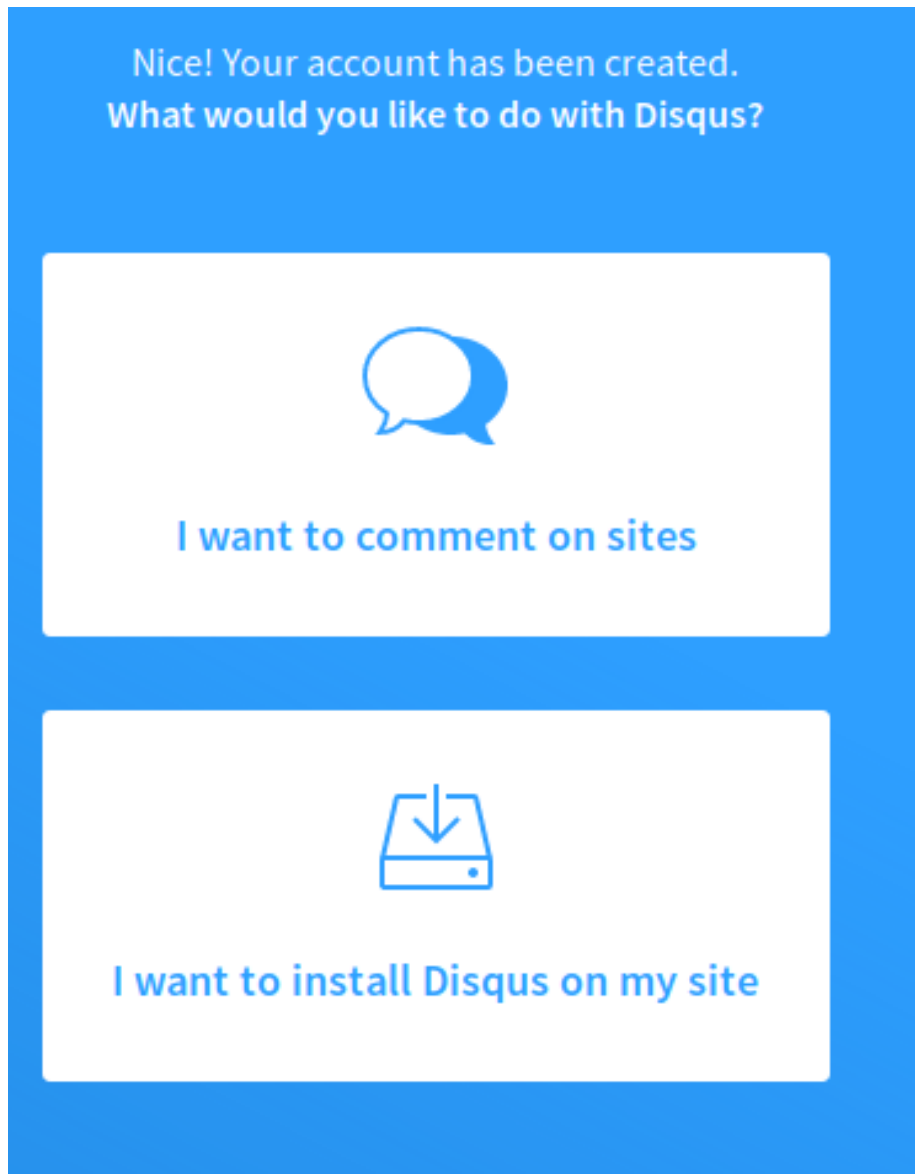 Nice! Your account has been created.
What would you like to do with Disqus?
I want to comment on sites
I want to install Disqus on my site